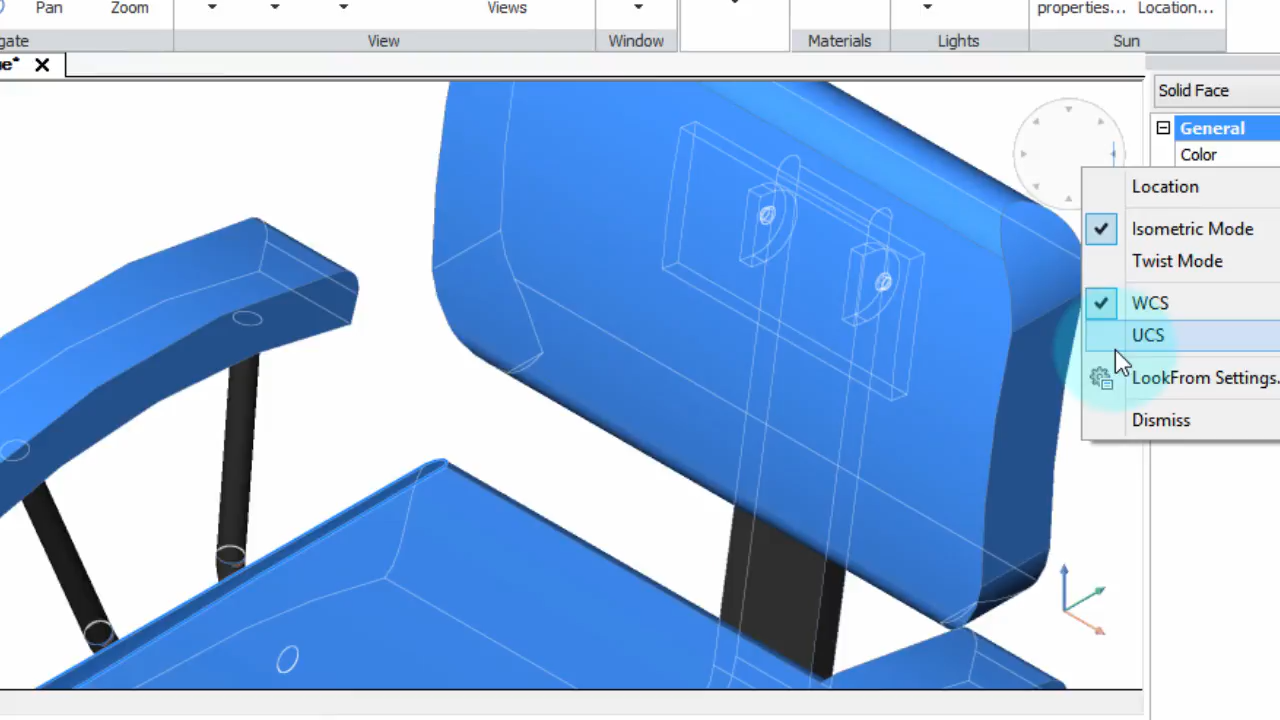 Pan
Zoom
Views
properties...
Location...
gate
View
Window
Materials
Lights
Sun
ue*
Solid Face
General
Color
Location
Isometric Mode
Twist Mode
WCS
UCS
LookFrom Settings.
Dismiss